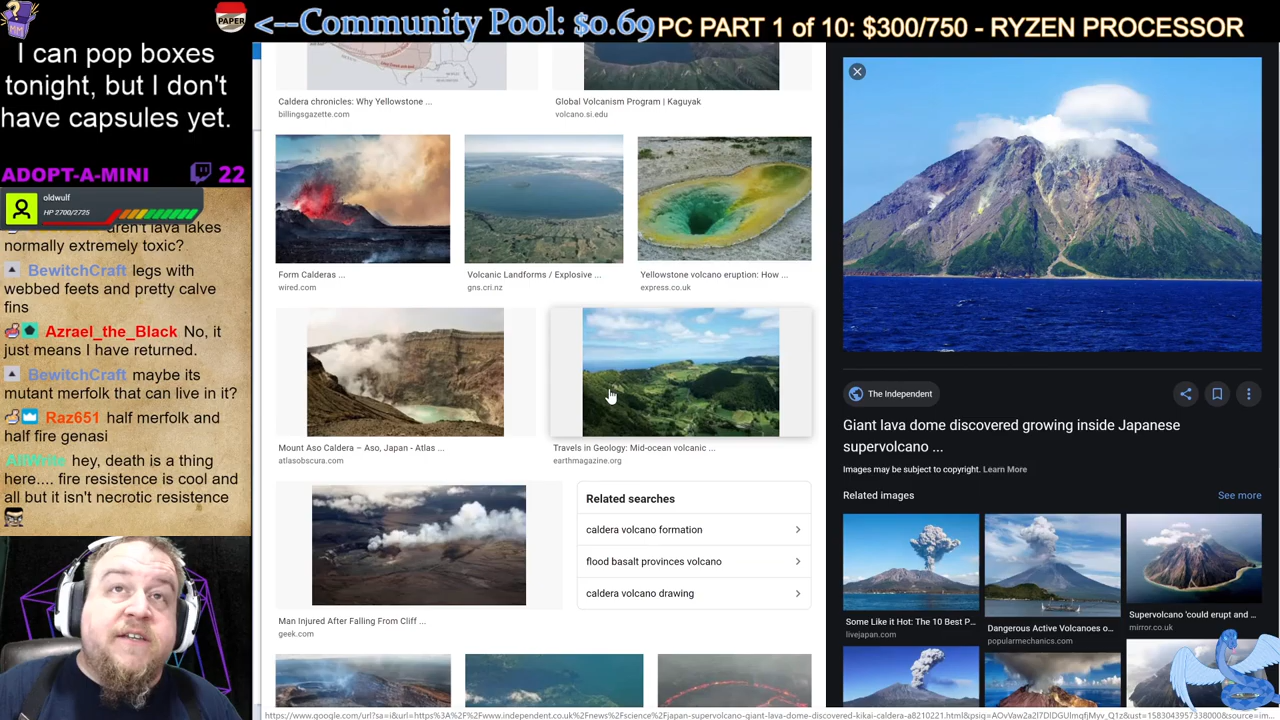 MM
PAPER
<--Community Pool: $0.69
PC PART 1 of 10: $300/750 - RYZEN PROCESSOR
I can pop boxes
tonight, but I don't
have capsules yet.
ADOPT-A-MINI
22
oldwulf
HP 2700/2725
aren't lava lakes
normally extremely toxic?
BewitchCraft legs with
webbed feets and pretty calve
fins
Azrael_the_Black No, it
just means I have returned.
BewitchCraft maybe its
mutant merfolk that can live in it?
Raz651 half merfolk and
half fire genasi
hey, death is a thing
here.... fire resistance is cool and
all but it isn't necrotic resistence
Caldera chronicles: Why Yellowstone ...
billingsgazette.com
Global Volcanism Program | Kaguyak
volcano.si.edu
Form Calderas ...
wired.com
Volcanic Landforms / Explosive ...
gns.cri.nz
Yellowstone volcano eruption: How ...
express.co.uk
Mount Aso Caldera – Aso, Japan - Atlas ...
atlasobscura.com
Travels in Geology: Mid-ocean volcanic ...
earthmagazine.org
Man Injured After Falling From Cliff ...
geek.com
Related searches
caldera volcano formation
flood basalt provinces volcano
caldera volcano drawing
The Independent
Giant lava dome discovered growing inside Japanese
supervolcano ...
Images may be subject to copyright. Learn More
Related images
See more
Some Like it Hot: The 10 Best P...
livejapan.com
Dangerous Active Volcanoes o...
popularmechanics.com
Supervolcano 'could erupt and ...
mirror.co.uk